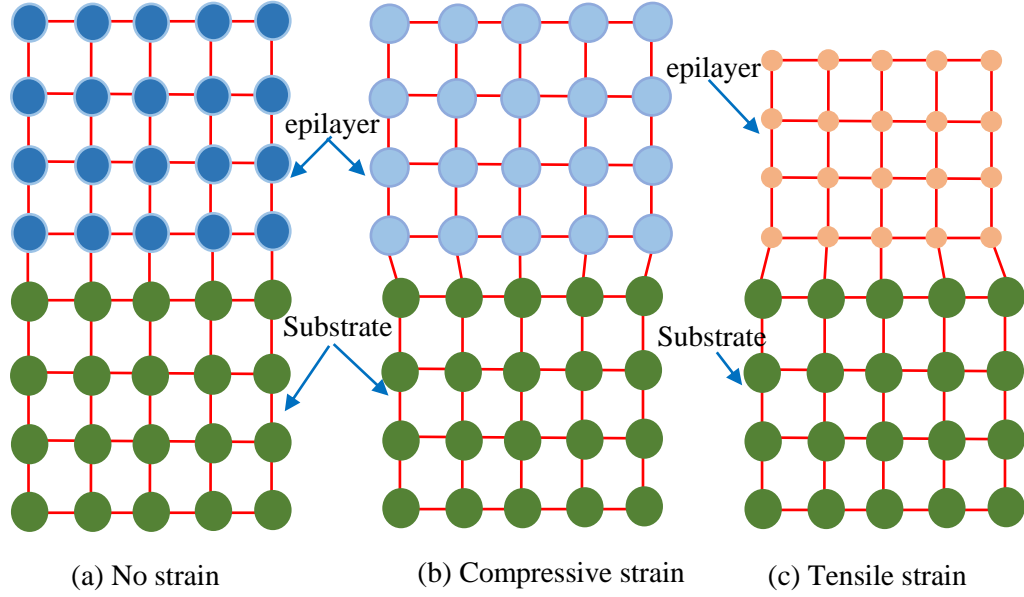 epilayer
epilayer
Substrate
Substrate
(a) No strain
(b) Compressive strain
(c) Tensile strain